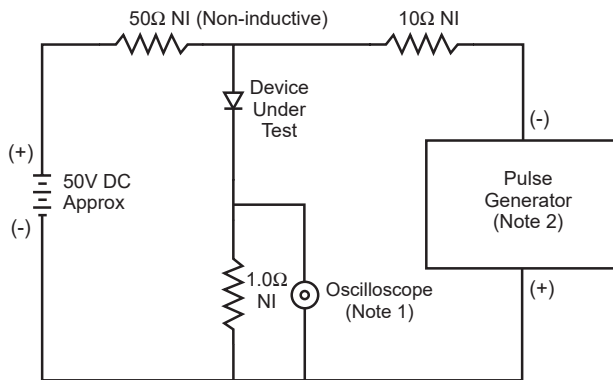 50Ω NI (Non-inductive)
10Ω NI
Device
Under
Test
(-)
(+)
50V DC
Approx
(-)
Pulse
Generator
(Note 2)
1.0Ω
NI
Oscilloscope
(Note 1)
(+)